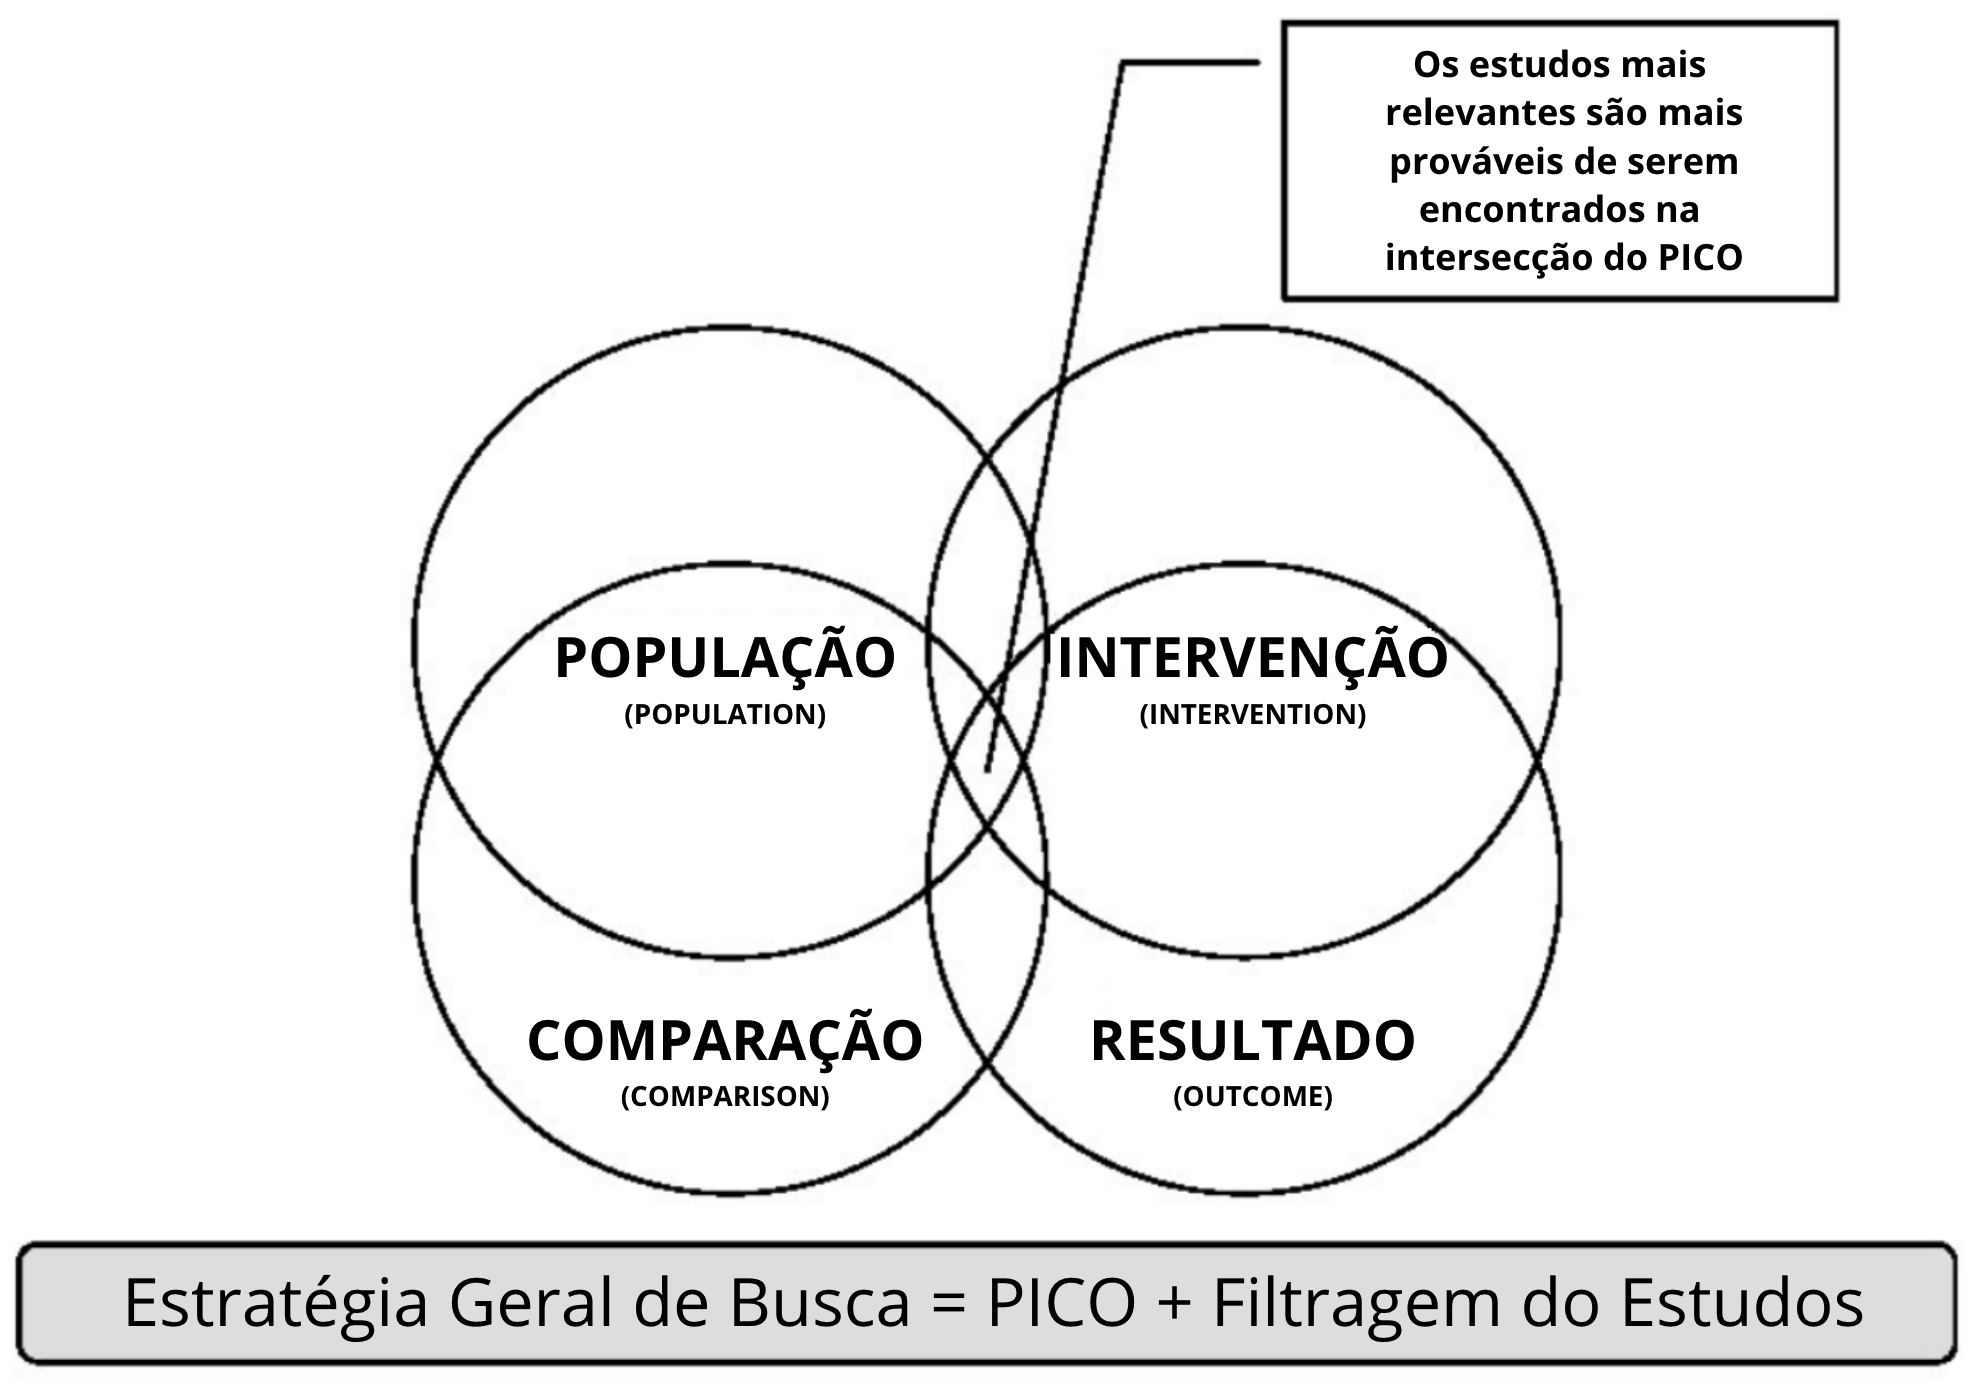 Os estudos mais
relevantes são mais
prováveis de serem
encontrados na
intersecção do PICO
POPULAÇÃO
(POPULATION)
INTERVENÇÃO
(INTERVENTION)
COMPARAÇÃO
(COMPARISON)
RESULTADO
(OUTCOME)
Estratégia Geral de Busca = PICO + Filtragem do Estudos